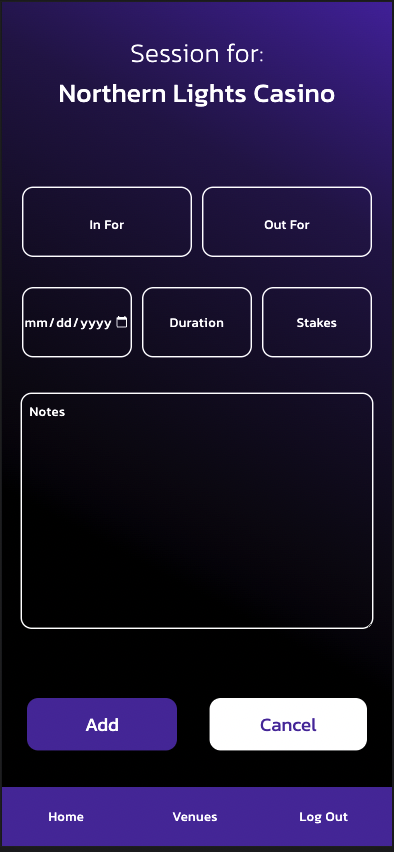 Session for:
Northern Lights Casino
In For
Out For
mm/dd/yyyy
Duration
Stakes
Notes
Add
Cancel
Home
Venues
Log Out